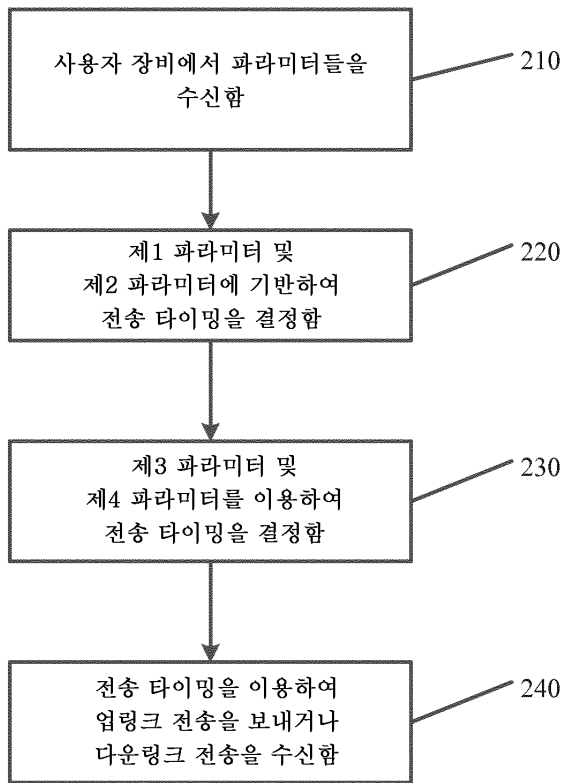 사용자 장비에서 파라미터들을
수신함
210
제1 파라미터 및
제2 파라미터에 기반하여
전송 타이밍을 결정함
220
제3 파라미터 및
제4 파라미터를 이용하여
전송 타이밍을 결정함
230
전송 타이밍을 이용하여
업링크 전송을 보내거나
다운링크 전송을 수신함
240